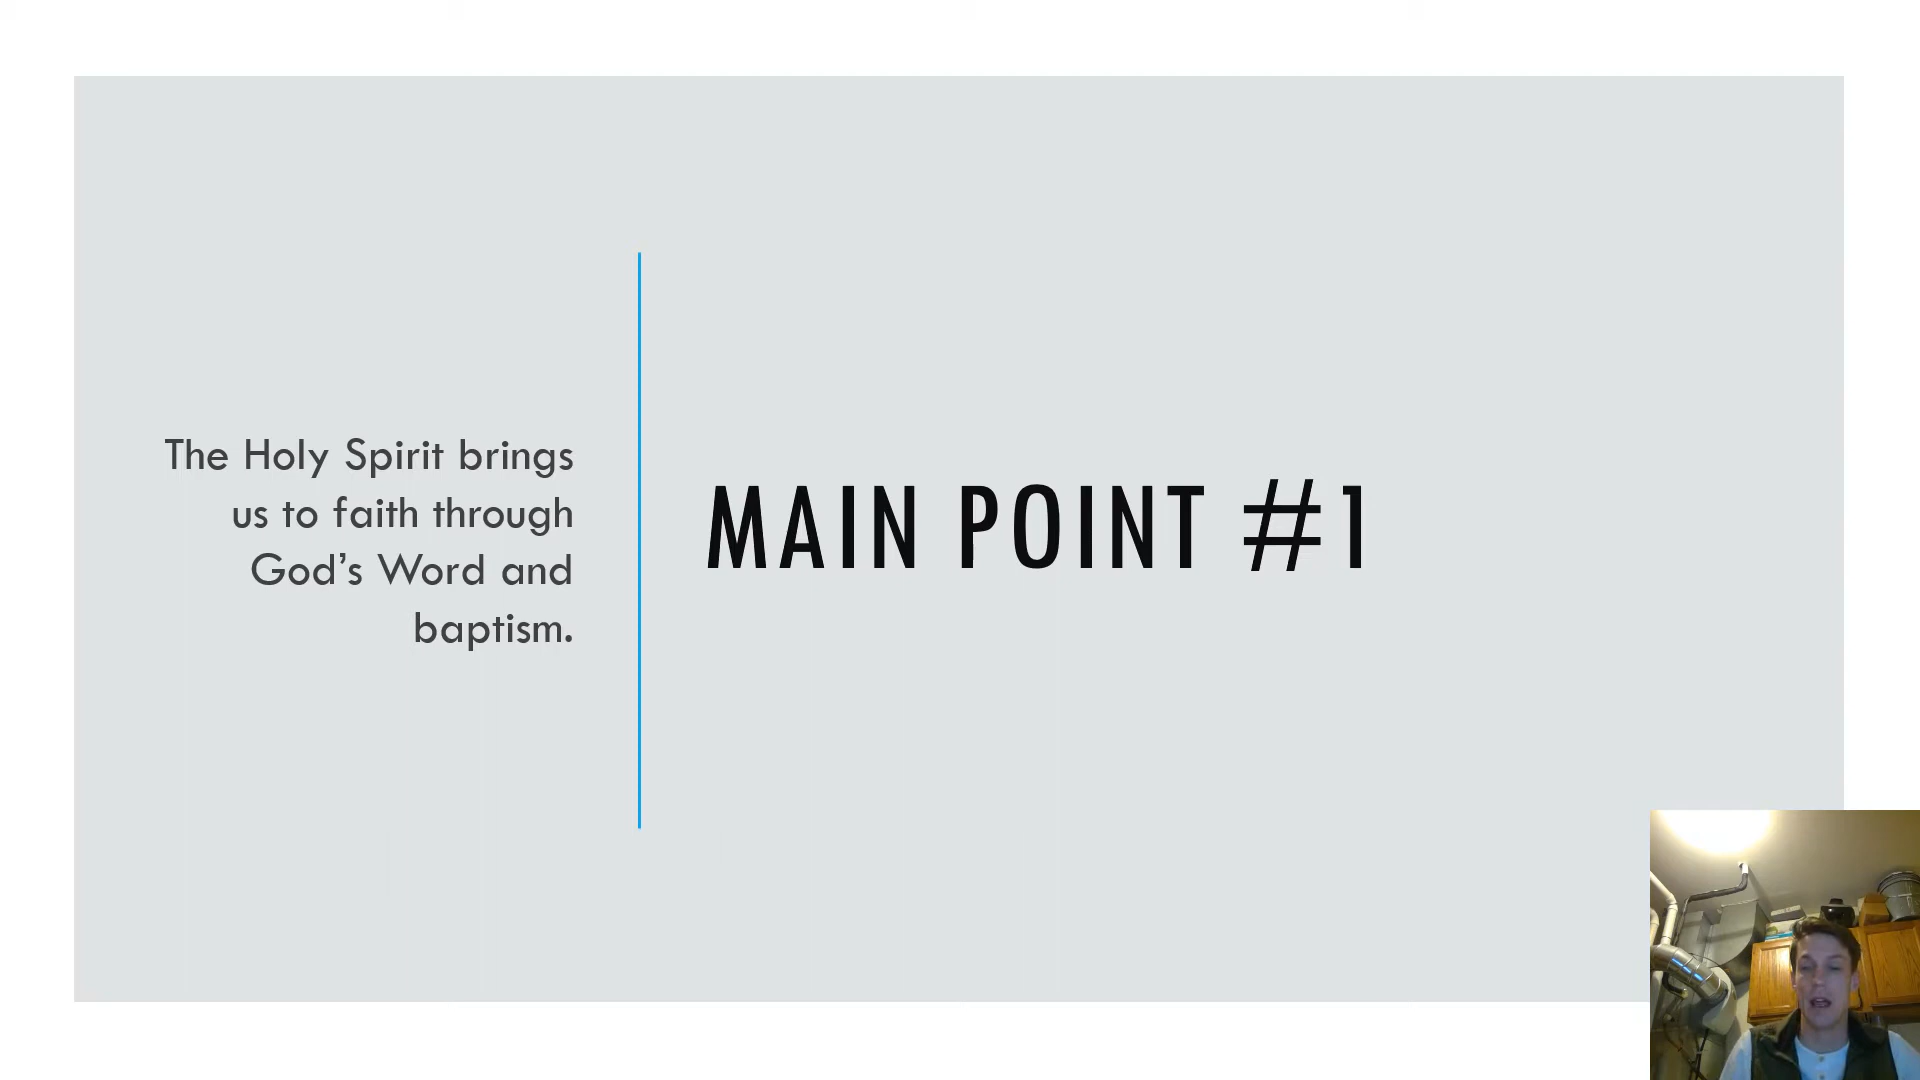 The Holy Spirit brings
us to faith through
God’s Word and
baptism.
MAIN POINT #1